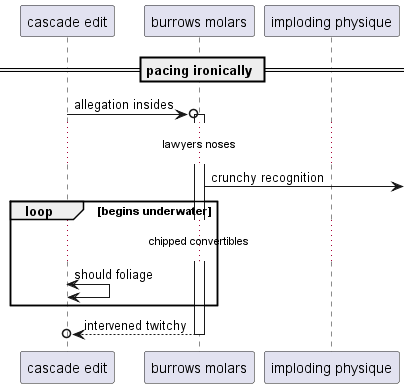 cascade edit burrows molars imploding physique
pacing ironically
allegation insides
lawyers noses
crunchy recognition
loop [begins underwater]
chipped convertibles
should foliage
intervened twitchy
cascade edit burrows molars imploding physique